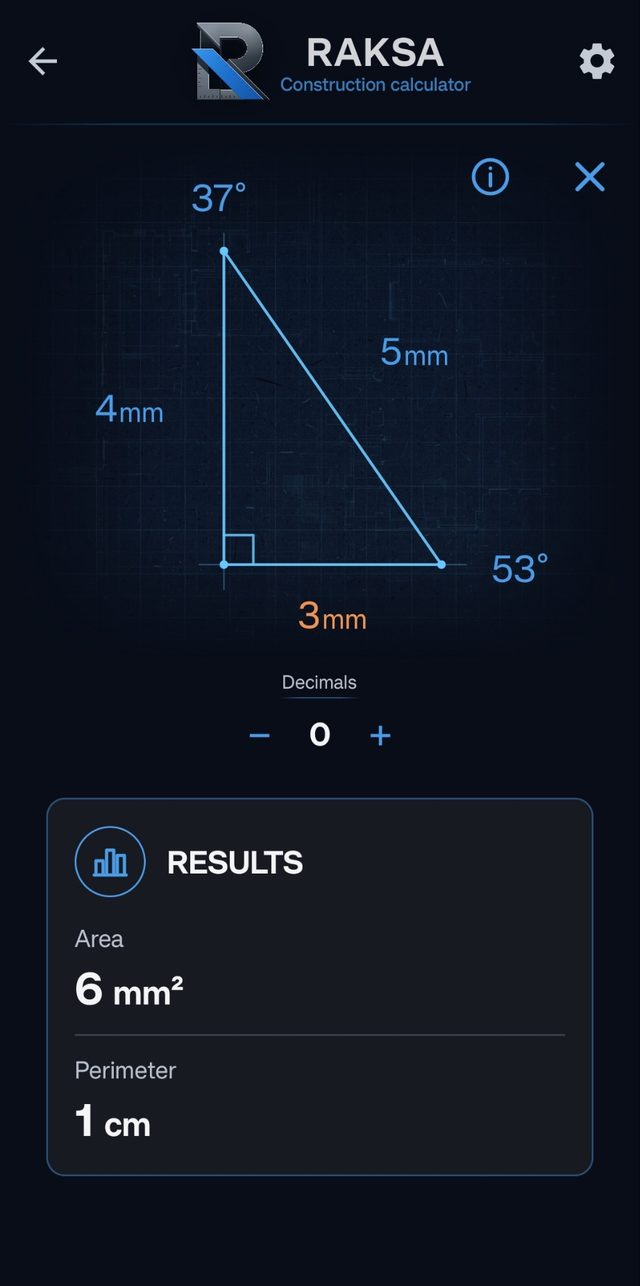 RAKSA
Construction calculator
37°
5mm
4mm
53°
3mm
Decimals
− 0 +
RESULTS
Area
6 mm²
Perimeter
1 cm